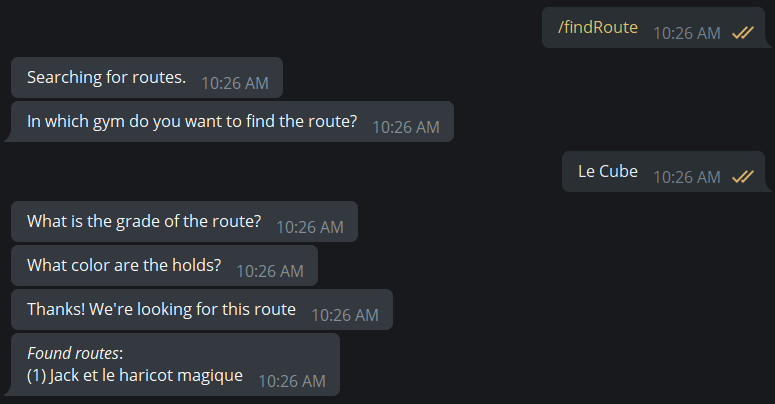 /findRoute 10:26 AM
Searching for routes. 10:26 AM
In which gym do you want to find the route? 10:26 AM
Le Cube 10:26 AM
What is the grade of the route? 10:26 AM
What color are the holds? 10:26 AM
Thanks! We're looking for this route 10:26 AM
Found routes:
(1) Jack et le haricot magique 10:26 AM